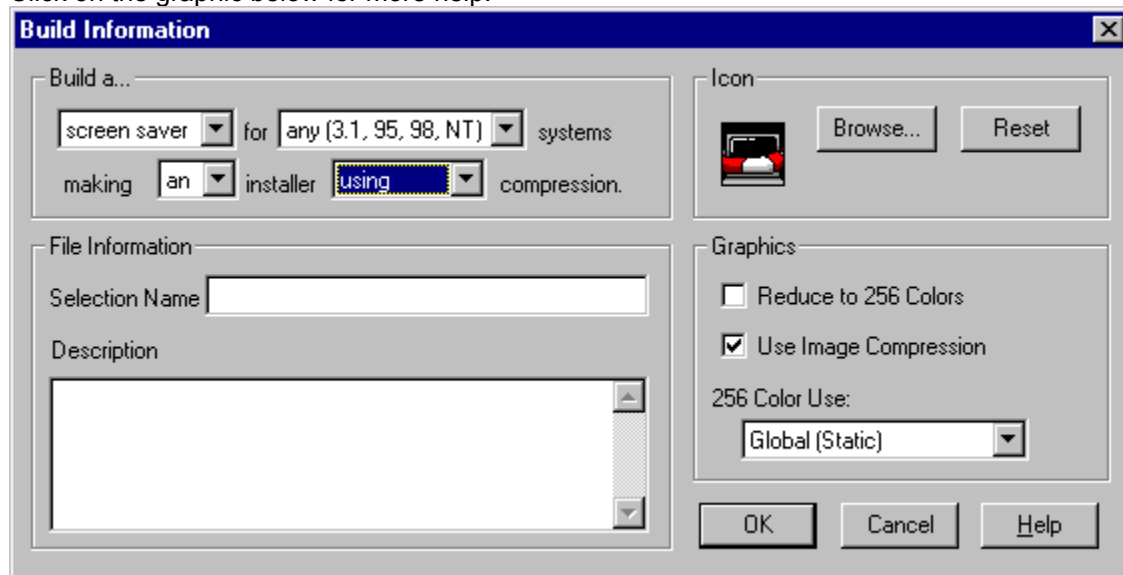 Click on the graphic below for more help.
Build Information
Build a...
screen saver for any (3.1, 95, 98, NT) systems
making an installer using compression.
Icon
Browse... Reset
File Information
Selection Name
Description
Graphics
Reduce to 256 Colors
Use Image Compression
256 Color Use:
Global (Static)
OK Cancel Help